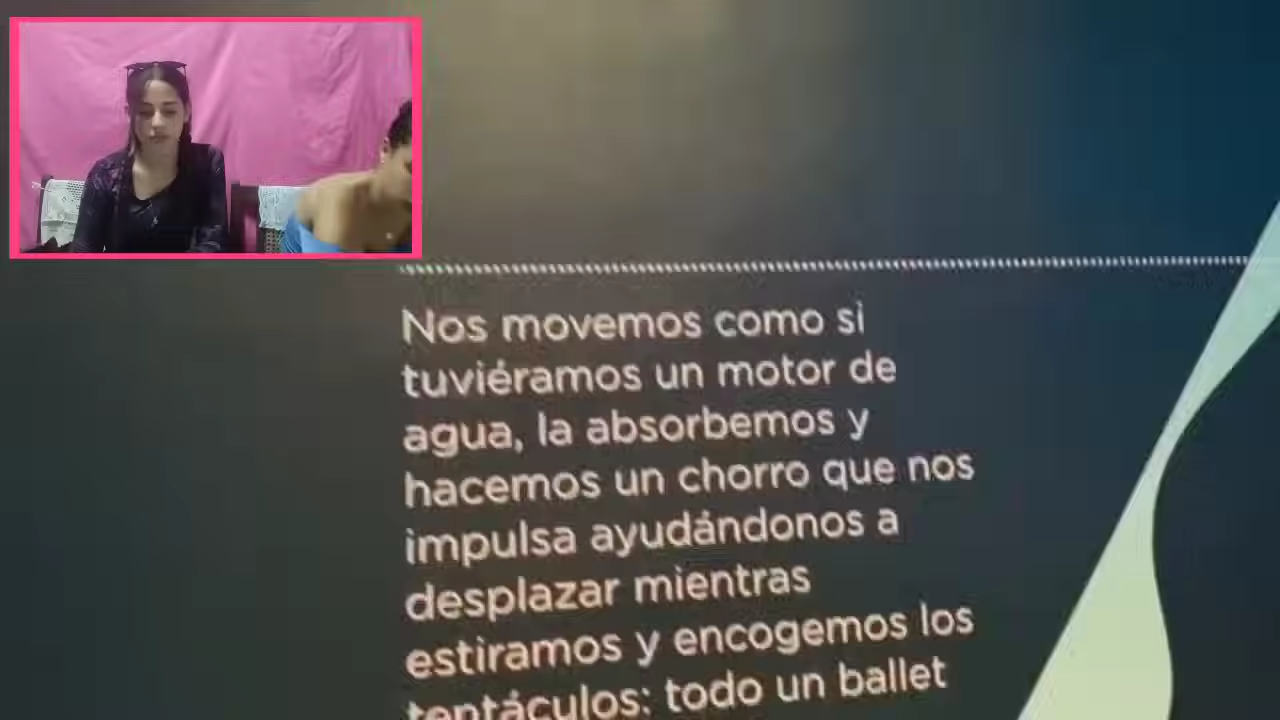 Nos movemos como si
tuviéramos un motor de
agua, la absorbemos y
hacemos un chorro que nos
impulsa ayudándonos a
desplazar mientras
estiramos y encogemos los
tentáculos: todo un ballet